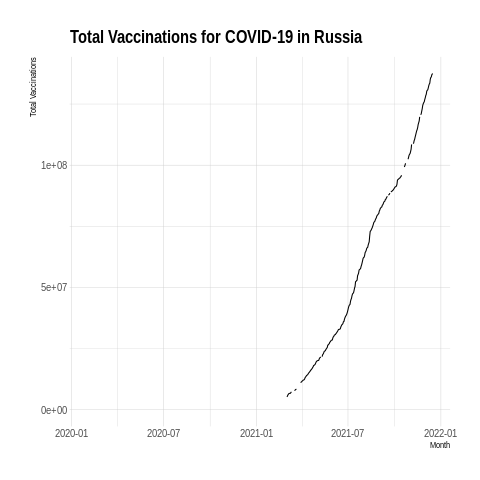 Total Vaccinations for COVID-19 in Russia
Total Vaccinations
1e+08
5e+07
0e+00
2020-01 2020-07 2021-01 2021-07 2022-01
Month